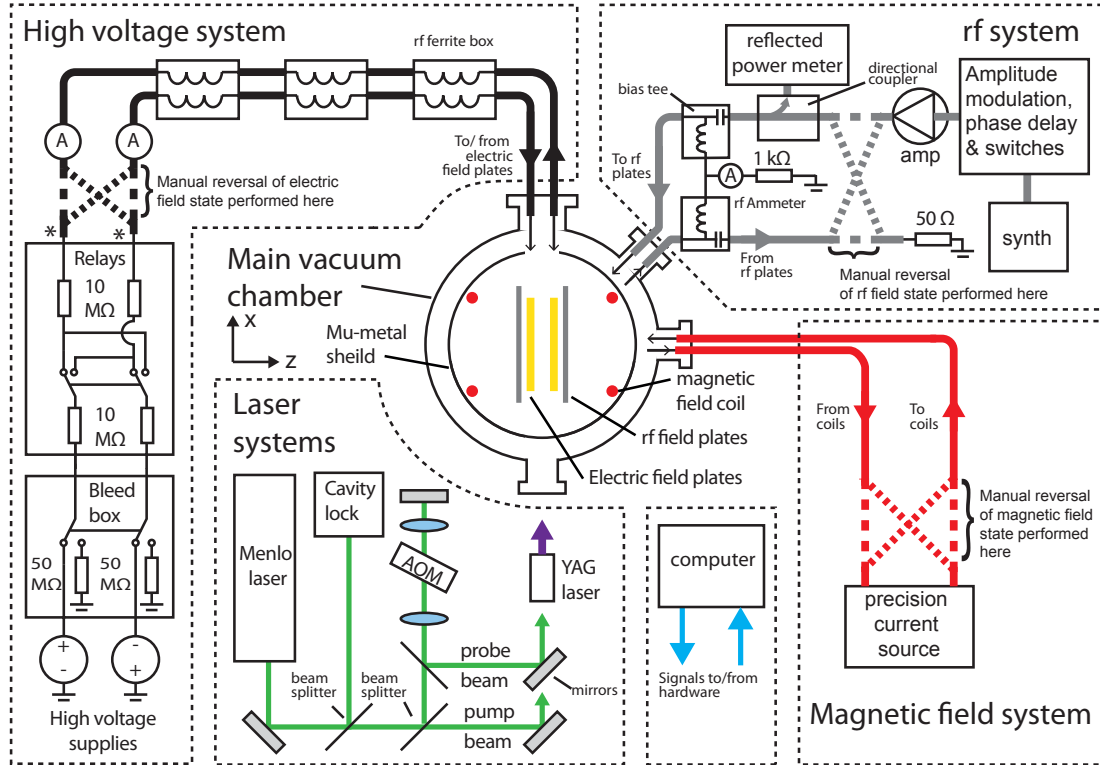 High voltage system
rf ferrite box
A
A
To/ from
electric
field plates
Manual reversal of electric
field state performed here
*
*
Relays
10
MΩ
10
MΩ
Bleed
box
50
MΩ
50
MΩ
+
-
-
+
High voltage
supplies
rf system
reflected
power meter
directional
coupler
bias tee
Amplitude
modulation,
phase delay
& switches
amp
To rf
plates
A
1 kΩ
rf Ammeter
50 Ω
synth
From
rf plates
Manual reversal
of rf field state performed here
Main vacuum
chamber
x
z
Mu-metal
sheild
magnetic
field coil
rf field plates
Electric field plates
Laser
systems
Menlo
laser
Cavity
lock
AOM
YAG
laser
probe
beam
beam
splitter
beam
splitter
mirrors
pump
beam
computer
Signals to/from
hardware
From
coils
To
coils
Manual reversal
of magnetic field
state performed
here
precision
current
source
Magnetic field system